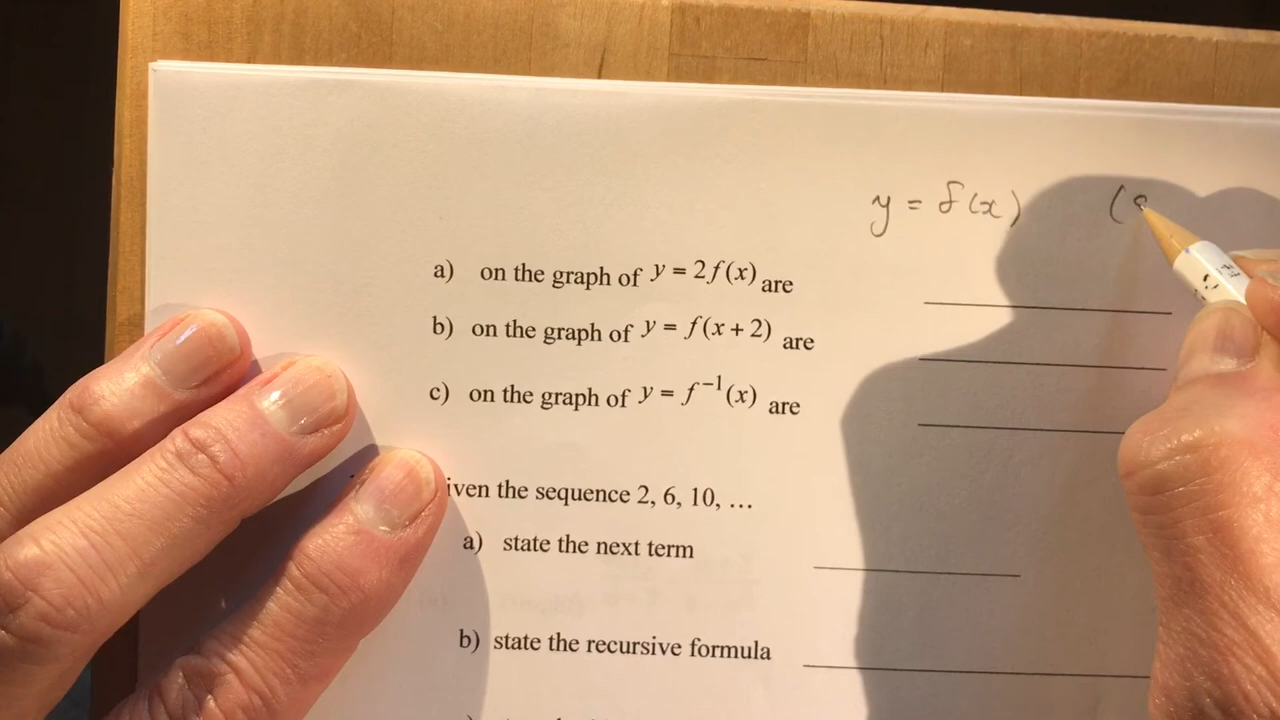 y = f(x) (
a) on the graph of y = 2f(x) are
b) on the graph of y = f(x + 2) are
c) on the graph of y = f⁻¹(x) are
iven the sequence 2, 6, 10, …
a) state the next term
b) state the recursive formula